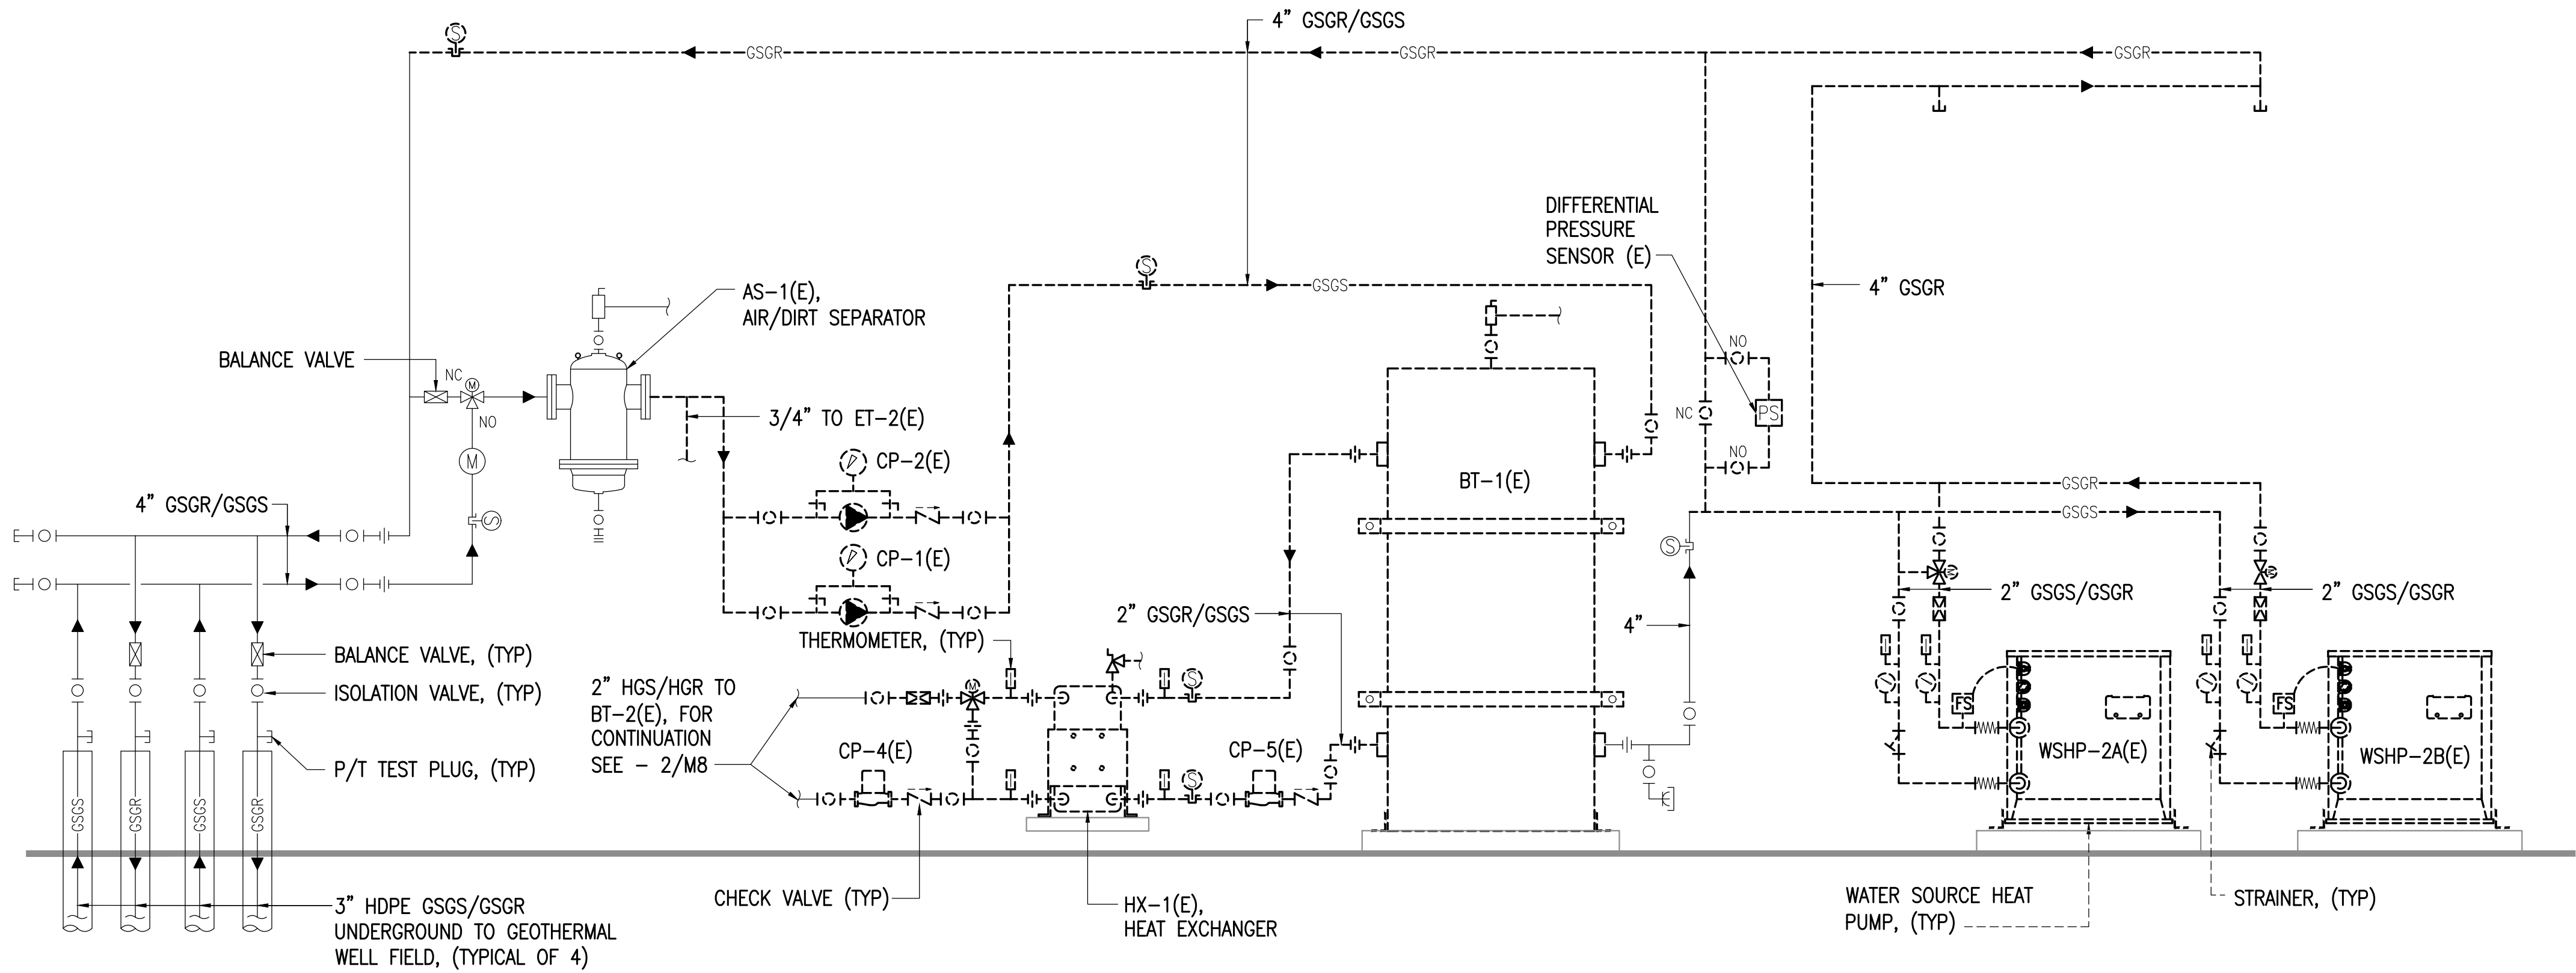 4" GSGR/GSGS
S
GSGR
GSGR
GSGR
DIFFERENTIAL
PRESSURE
SENSOR (E)
S
GSGS
4" GSGR
AS-1(E),
AIR/DIRT SEPARATOR
BALANCE VALVE
NC
M
NO
M
3/4" TO ET-2(E)
NO
NC
PS
NO
CP-2(E)
BT-1(E)
GSGR
GSGS
4" GSGR/GSGS
S
S
CP-1(E)
2" GSGR/GSGS
4"
M
2" GSGS/GSGR
M
2" GSGS/GSGR
THERMOMETER, (TYP)
BALANCE VALVE, (TYP)
ISOLATION VALVE, (TYP)
P/T TEST PLUG, (TYP)
2" HGS/HGR TO
BT-2(E), FOR
CONTINUATION
SEE - 2/M8
M
S
CP-4(E)
CP-5(E)
S
FS
WSHP-2A(E)
FS
WSHP-2B(E)
GSGS
GSGR
GSGS
GSGR
3" HDPE GSGS/GSGR
UNDERGROUND TO GEOTHERMAL
WELL FIELD, (TYPICAL OF 4)
CHECK VALVE (TYP)
HX-1(E),
HEAT EXCHANGER
WATER SOURCE HEAT
PUMP, (TYP)
STRAINER, (TYP)